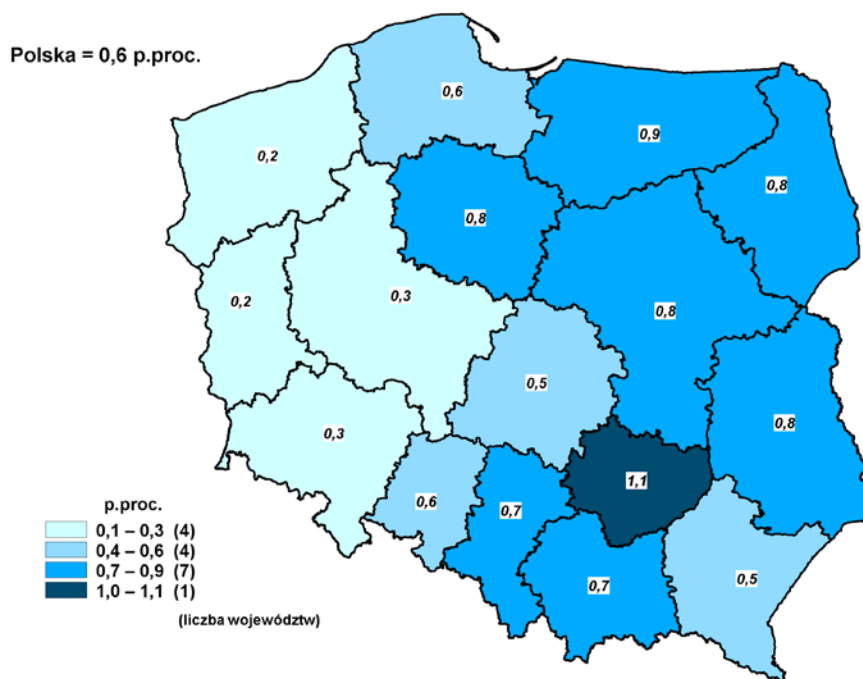 Polska = 0,6 p.proc.
0,6
0,9
0,2
0,8
0,8
0,2
0,3
0,8
0,5
0,8
0,3
1,1
0,6
0,7
0,7
0,5
p.proc.
0,1 – 0,3 (4)
0,4 – 0,6 (4)
0,7 – 0,9 (7)
1,0 – 1,1 (1)
(liczba województw)